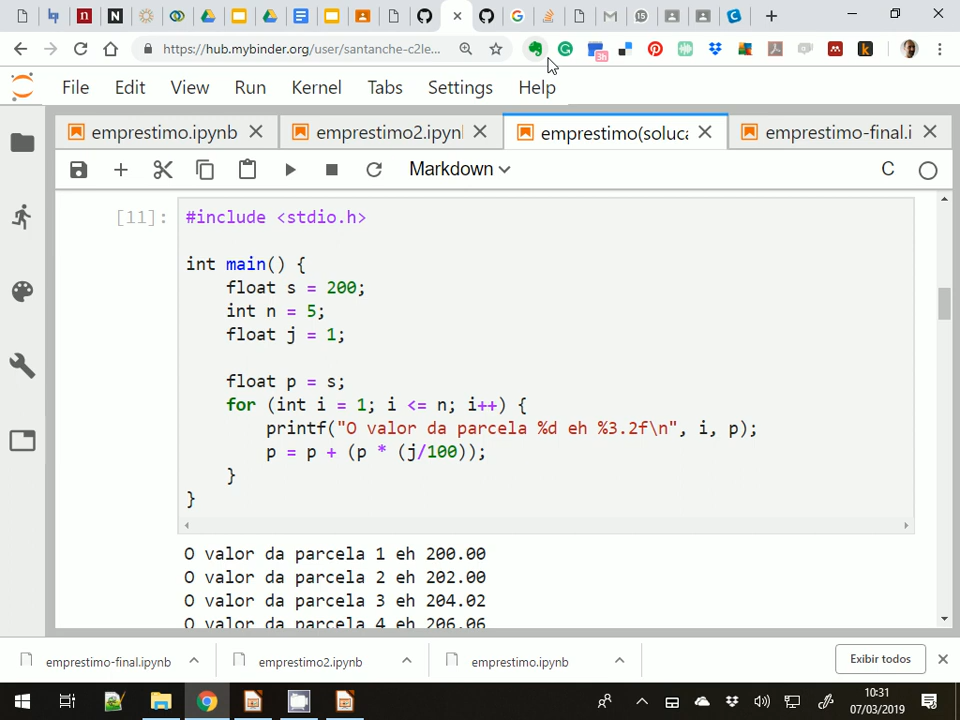 https://hub.mybinder.org/user/santanche-c2le...
3h
File Edit View Run Kernel Tabs Settings Help
emprestimo.ipynb emprestimo2.ipynl emprestimo(soluca emprestimo-final.i
Markdown C
[11]: #include <stdio.h>
int main() {
float s = 200;
int n = 5;
float j = 1;
float p = s;
for (int i = 1; i <= n; i++) {
printf("O valor da parcela %d eh %3.2f\n", i, p);
p = p + (p * (j/100));
}
}
O valor da parcela 1 eh 200.00
O valor da parcela 2 eh 202.00
O valor da parcela 3 eh 204.02
O valor da parcela 4 eh 206.06
emprestimo-final.ipynb emprestimo2.ipynb emprestimo.ipynb Exibir todos
10:31
07/03/2019